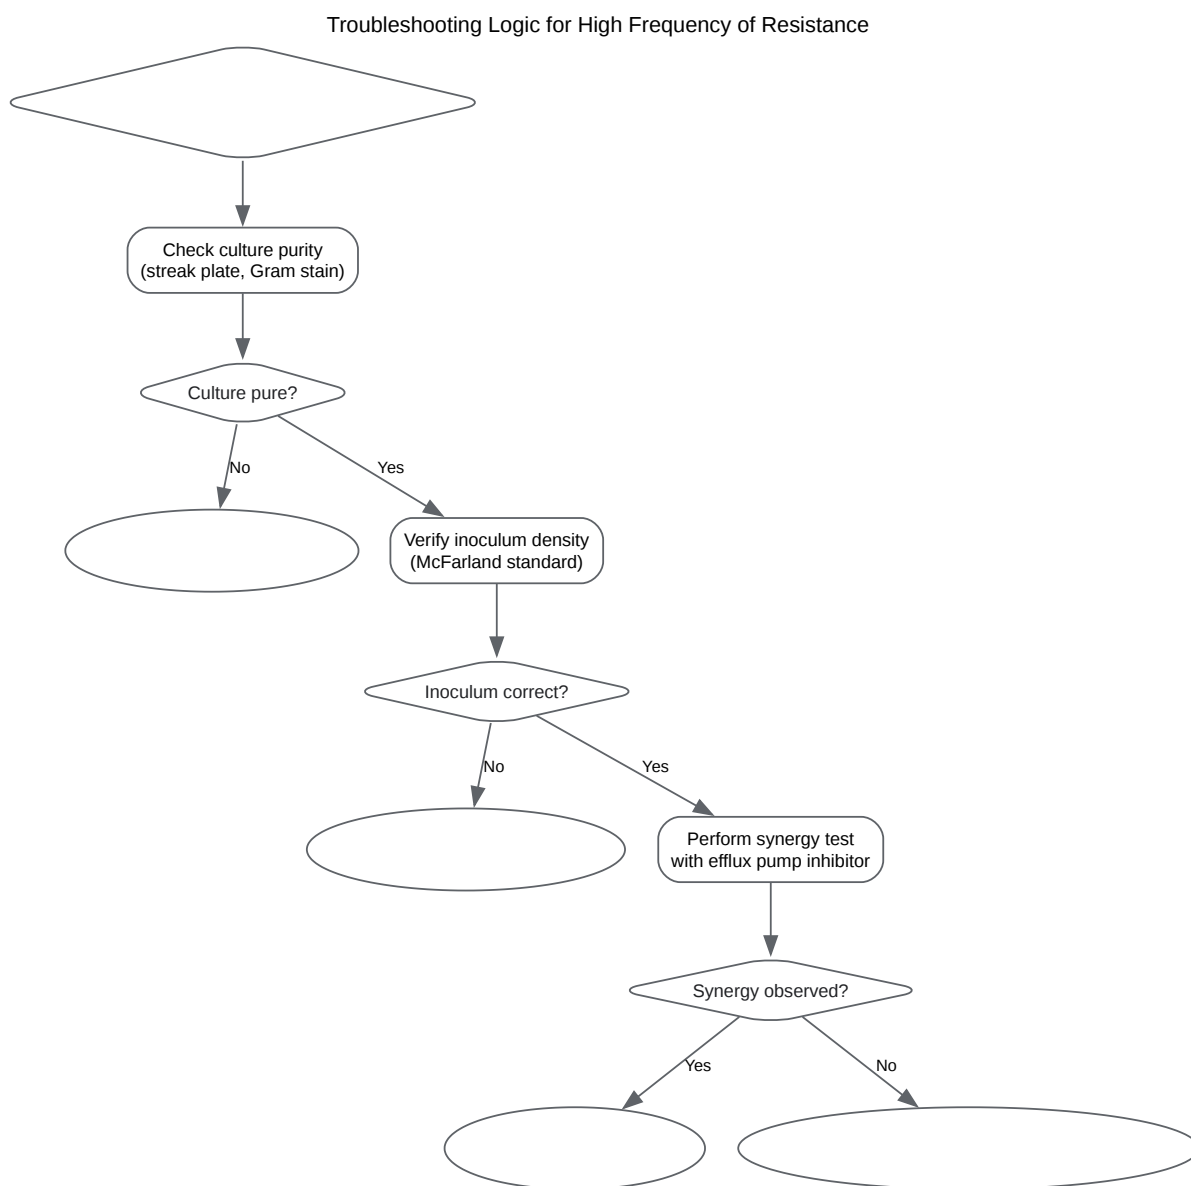 Troubleshooting Logic for High Frequency of Resistance
Check culture purity
(streak plate, Gram stain)
Culture pure?
No
Yes
Verify inoculum density
(McFarland standard)
Inoculum correct?
No
Yes
Perform synergy test
with efflux pump inhibitor
Synergy observed?
Yes
No